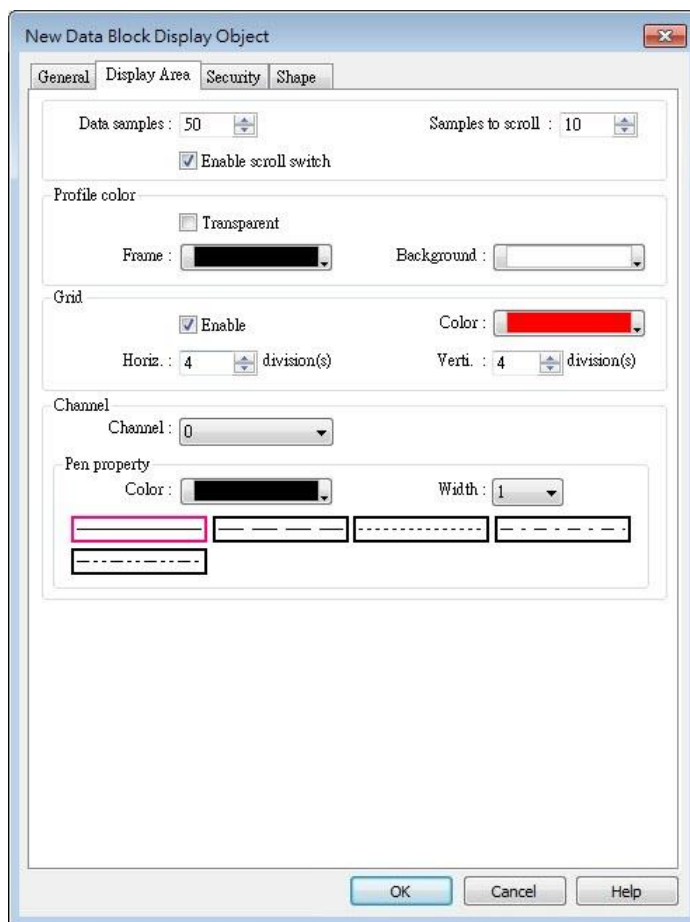 New Data Block Display Object
General Display Area Security Shape
Data samples : 50 Samples to scroll : 10
Enable scroll switch
Profile color
Transparent
Frame : Background :
Grid
Enable Color :
Horiz. : 4 division(s) Verti. : 4 division(s)
Channel
Channel : 0
Pen property
Color : Width : 1
OK Cancel Help